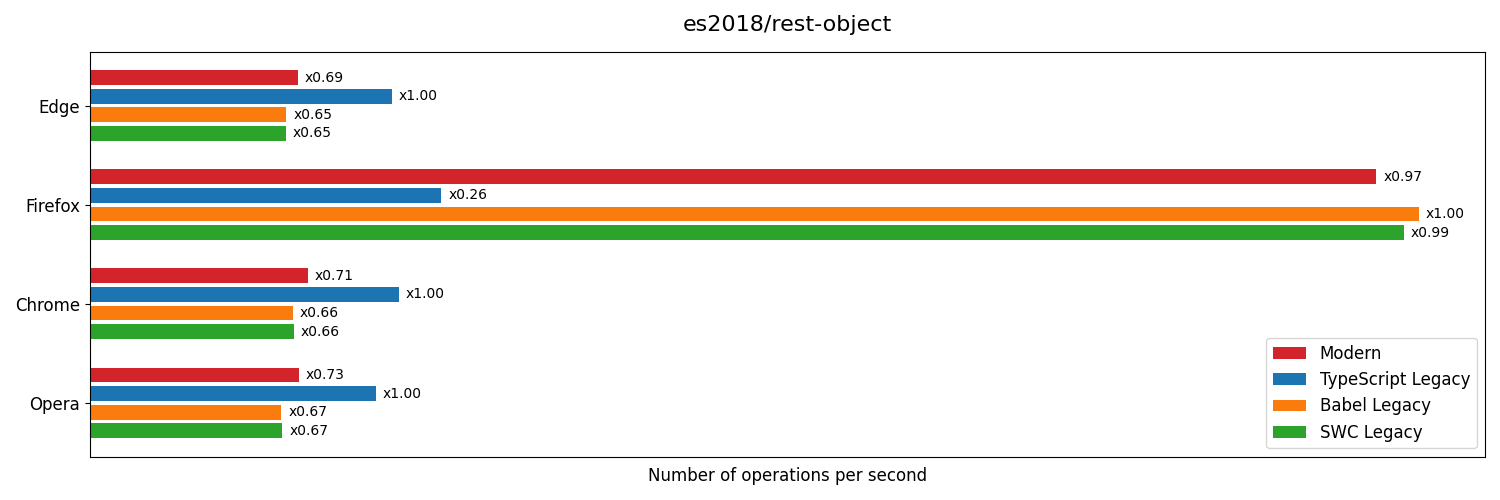 es2018/rest-object
Edge
x0.69
x1.00
x0.65
x0.65
Firefox
x0.97
x0.26
x1.00
x0.99
Chrome
x0.71
x1.00
x0.66
x0.66
Opera
x0.73
x1.00
x0.67
x0.67
Modern
TypeScript Legacy
Babel Legacy
SWC Legacy
Number of operations per second